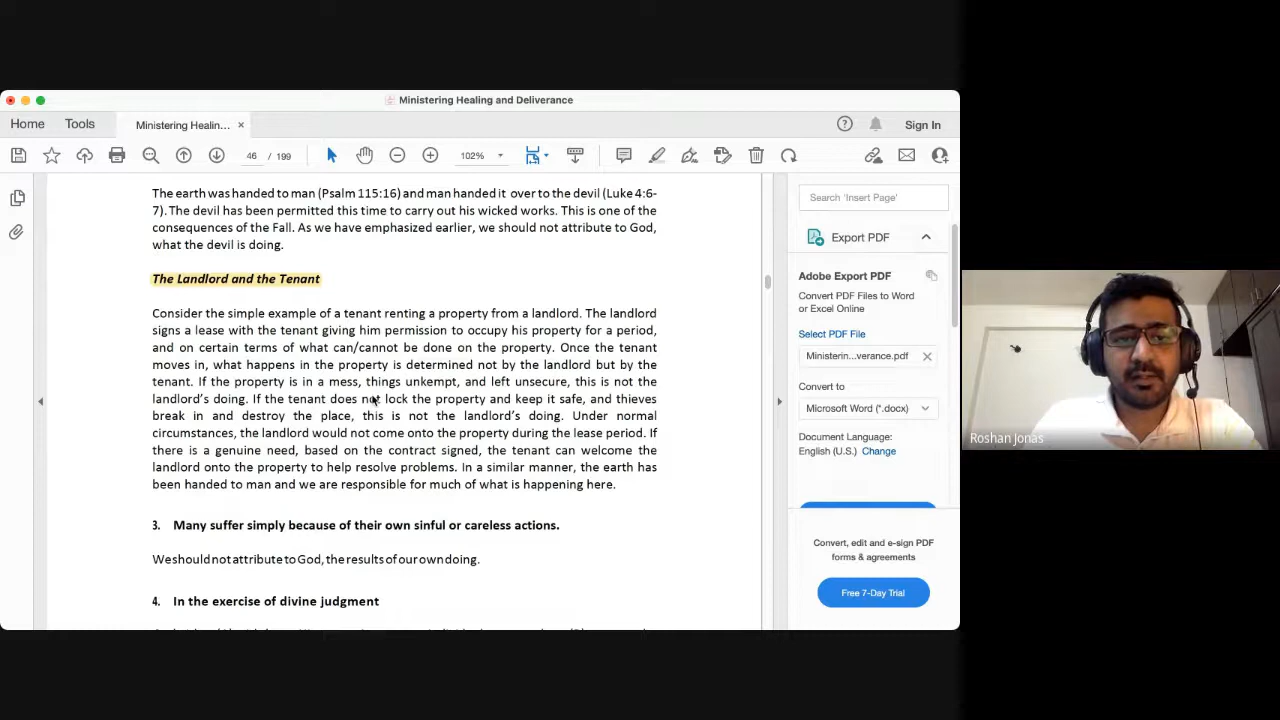 Ministering Healing and Deliverance
Home
Tools
Ministering Healin...
Sign In
46 / 199
102%
The earth was handed to man (Psalm 115:16) and man handed it over to the devil (Luke 4:6-
7). The devil has been permitted this time to carry out his wicked works. This is one of the
consequences of the Fall. As we have emphasized earlier, we should not attribute to God,
what the devil is doing.
The Landlord and the Tenant
Consider the simple example of a tenant renting a property from a landlord. The landlord
signs a lease with the tenant giving him permission to occupy his property for a period,
and on certain terms of what can/cannot be done on the property. Once the tenant
moves in, what happens in the property is determined not by the landlord but by the
tenant. If the property is in a mess, things unkempt, and left unsecure, this is not the
landlord's doing. If the tenant does not lock the property and keep it safe, and thieves
break in and destroy the place, this is not the landlord's doing. Under normal
circumstances, the landlord would not come onto the property during the lease period. If
there is a genuine need, based on the contract signed, the tenant can welcome the
landlord onto the property to help resolve problems. In a similar manner, the earth has
been handed to man and we are responsible for much of what is happening here.
3. Many suffer simply because of their own sinful or careless actions.
We should not attribute to God, the results of our own doing.
4. In the exercise of divine judgment
Search 'Insert Page'
Export PDF
Adobe Export PDF
Convert PDF Files to Word
or Excel Online
Select PDF File
Ministerin...verance.pdf
Convert to
Microsoft Word (*.docx)
Document Language:
English (U.S.) Change
Convert, edit and e-sign PDF
forms & agreements
Free 7-Day Trial
Roshan Jonas